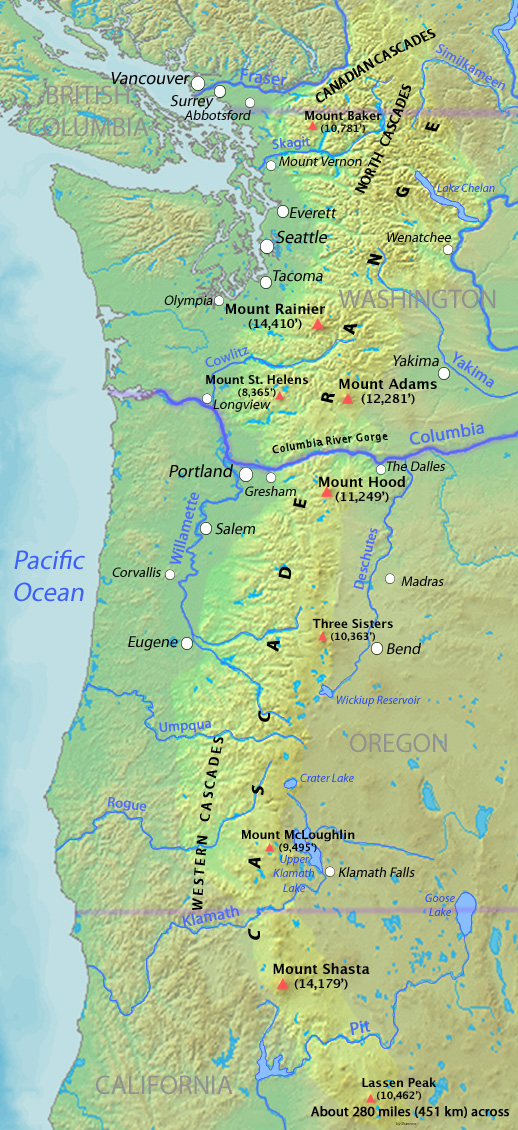 CANADIAN CASCADES
Similkameen
Vancouver
Fraser
BRITISH
COLUMBIA
Surrey
Abbotsford
Mount Baker
(10,781')
NORTH CASCADES
Skagit
Mount Vernon
Lake Chelan
Everett
Seattle
Wenatchee
Tacoma
Olympia
WASHINGTON
Mount Rainier
(14,410')
Cowlitz
Yakima
Yakima
Mount St. Helens
(8,365')
Mount Adams
(12,281')
Longview
Columbia River Gorge
Columbia
Portland
The Dalles
Gresham
Mount Hood
(11,249')
Willamette
Salem
Deschutes
Pacific
Ocean
Corvallis
Madras
Three Sisters
(10,363')
Eugene
Bend
Wickiup Reservoir
Umpqua
OREGON
WESTERN CASCADES
Crater Lake
Rogue
Mount McLoughlin
(9,495')
Upper
Klamath
Lake
Klamath Falls
Goose
Lake
Klamath
CASCADE RANGE
Mount Shasta
(14,179')
Pit
CALIFORNIA
Lassen Peak
(10,462')
About 280 miles (451 km) across